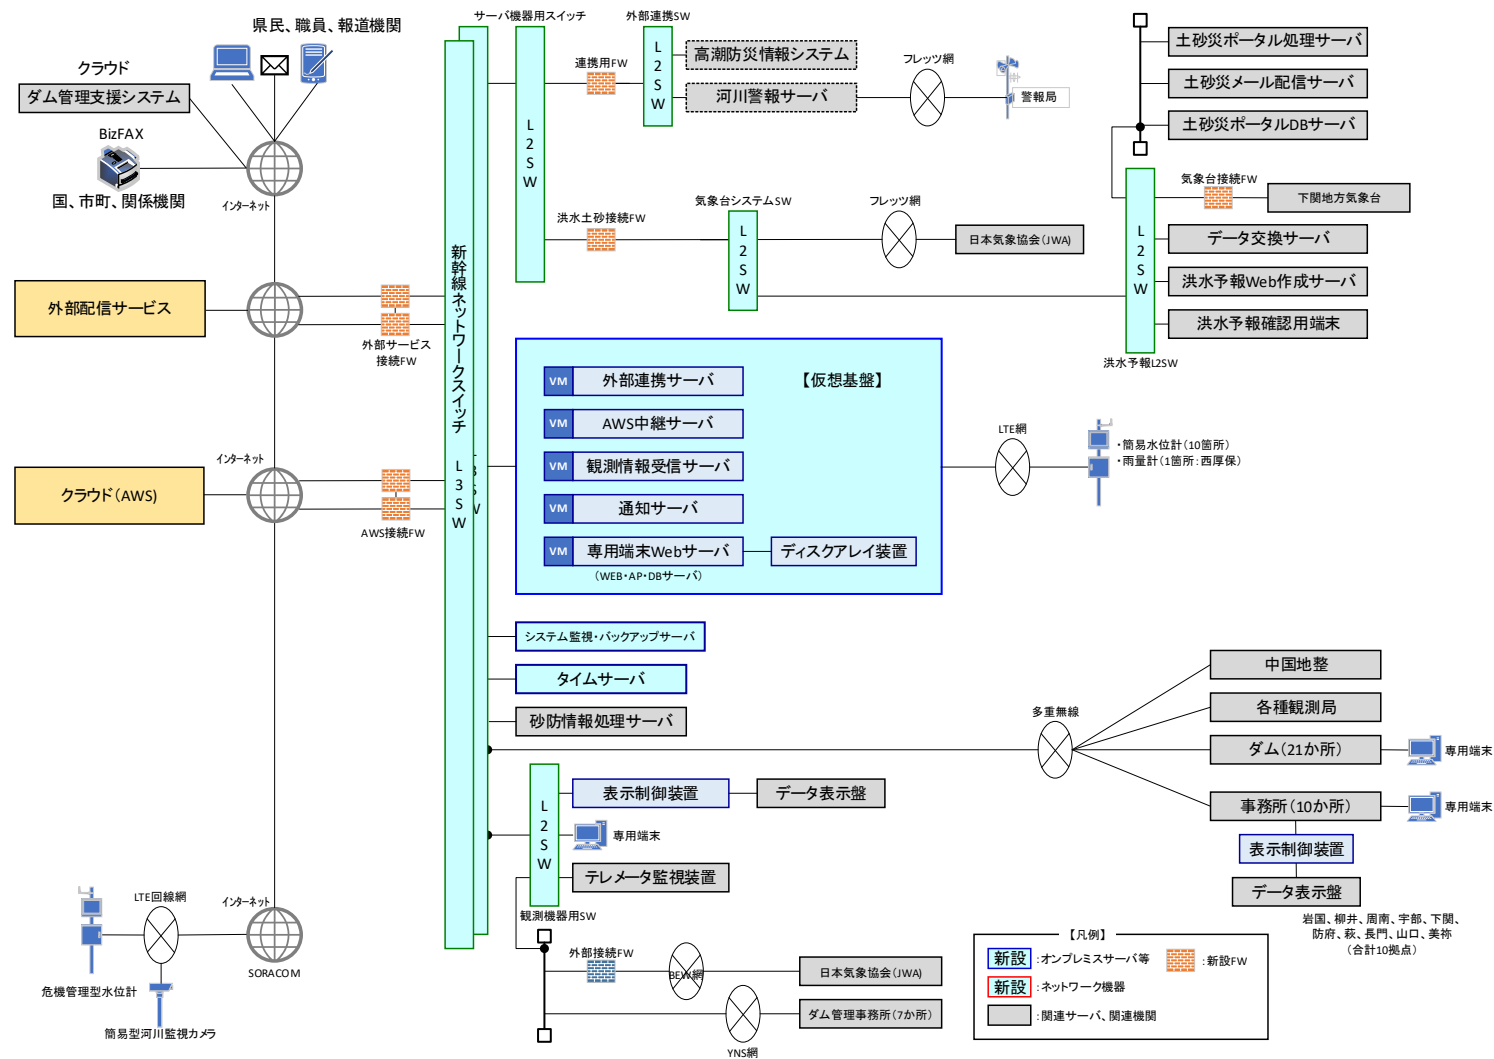 県民、職員、報道機関
クラウド
ダム管理支援システム
BizFAX
国、市町、関係機関
インターネット
外部配信サービス
外部サービス
接続FW
インターネット
クラウド(AWS)
AWS接続FW
LTE回線網
インターネット
SORACOM
危機管理型水位計
簡易型河川監視カメラ
新幹線ネットワークスイッチ L3SW
L3SW
サーバ機器用スイッチ
L2SW
連携用FW
外部連携SW
L2SW
高潮防災情報システム
河川警報サーバ
フレッツ網
警報局
洪水土砂接続FW
気象台システムSW
L2SW
フレッツ網
日本気象協会(JWA)
土砂災ポータル処理サーバ
土砂災メール配信サーバ
土砂災ポータルDBサーバ
L2SW
洪水予報L2SW
気象台接続FW
下関地方気象台
データ交換サーバ
洪水予報Web作成サーバ
洪水予報確認用端末
【仮想基盤】
VM 外部連携サーバ
VM AWS中継サーバ
VM 観測情報受信サーバ
VM 通知サーバ
VM 専用端末Webサーバ
(WEB・AP・DBサーバ)
ディスクアレイ装置
LTE網
・簡易水位計(10箇所)
・雨量計(1箇所:西厚保)
システム監視・バックアップサーバ
タイムサーバ
砂防情報処理サーバ
多重無線
中国地整
各種観測局
ダム(21か所)
専用端末
事務所(10か所)
専用端末
表示制御装置
データ表示盤
岩国、柳井、周南、宇部、下関、
防府、萩、長門、山口、美祢
(合計10拠点)
L2SW
観測機器用SW
表示制御装置
データ表示盤
専用端末
テレメータ監視装置
外部接続FW
BEW網
日本気象協会(JWA)
YNS網
ダム管理事務所(7か所)
【凡例】
新設 :オンプレミスサーバ等
:新設FW
新設 :ネットワーク機器
:関連サーバ、関連機関